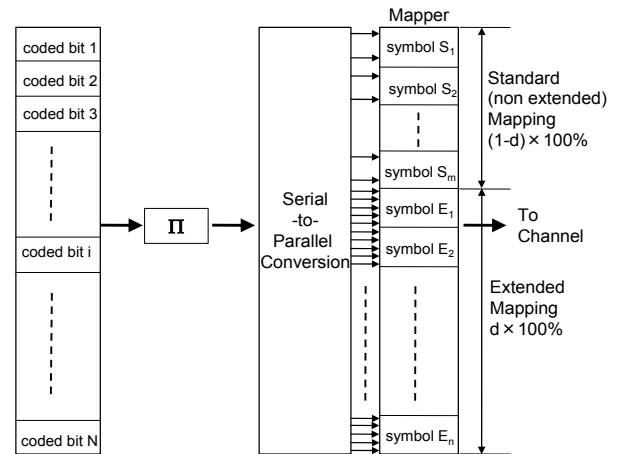 Mapper
coded bit 1
coded bit 2
coded bit 3
coded bit i
coded bit N
Π
Serial
-to-
Parallel
Conversion
symbol S1
symbol S2
symbol Sm
symbol E1
symbol E2
symbol En
Standard
(non extended)
Mapping
(1-d)×100%
To
Channel
Extended
Mapping
d×100%